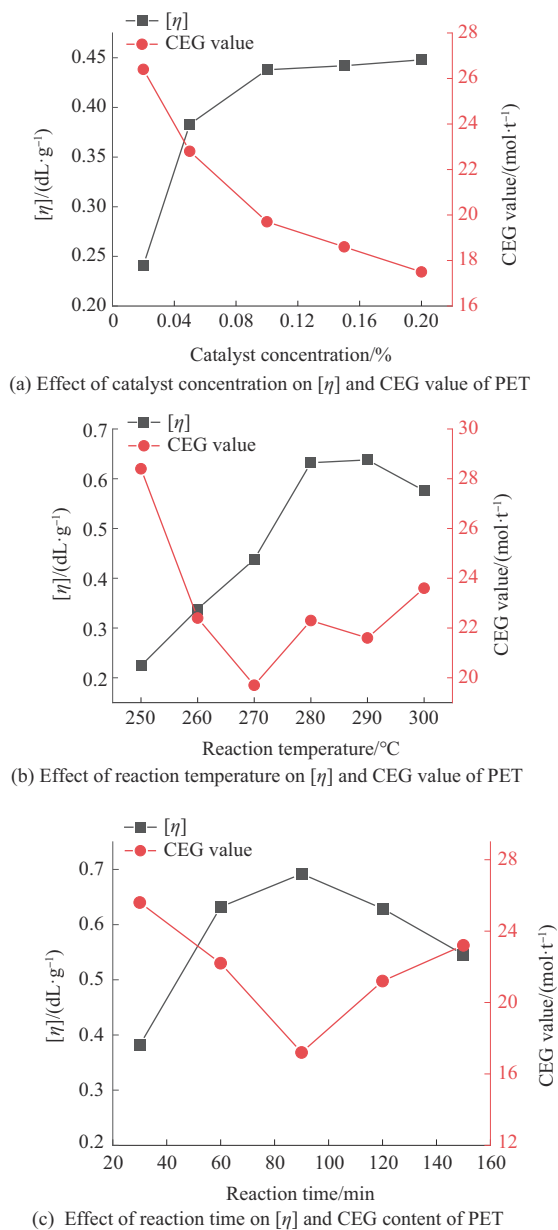 [η]
CEG value
0.45
0.40
0.35
0.30
0.25
0.20
[η]/(dL·g⁻¹)
28
26
24
22
20
18
16
CEG value/(mol·t⁻¹)
0 0.04 0.08 0.12 0.16 0.20
Catalyst concentration/%
(a) Effect of catalyst concentration on [η] and CEG value of PET
[η]
CEG value
0.7
0.6
0.5
0.4
0.3
0.2
[η]/(dL·g⁻¹)
30
28
26
24
22
20
CEG value/(mol·t⁻¹)
250 260 270 280 290 300
Reaction temperature/°C
(b) Effect of reaction temperature on [η] and CEG value of PET
[η]
CEG value
0.7
0.6
0.5
0.4
0.3
0.2
[η]/(dL·g⁻¹)
28
24
22
16
12
CEG value/(mol·t⁻¹)
20 40 60 80 100 120 140 160
Reaction time/min
(c) Effect of reaction time on [η] and CEG content of PET